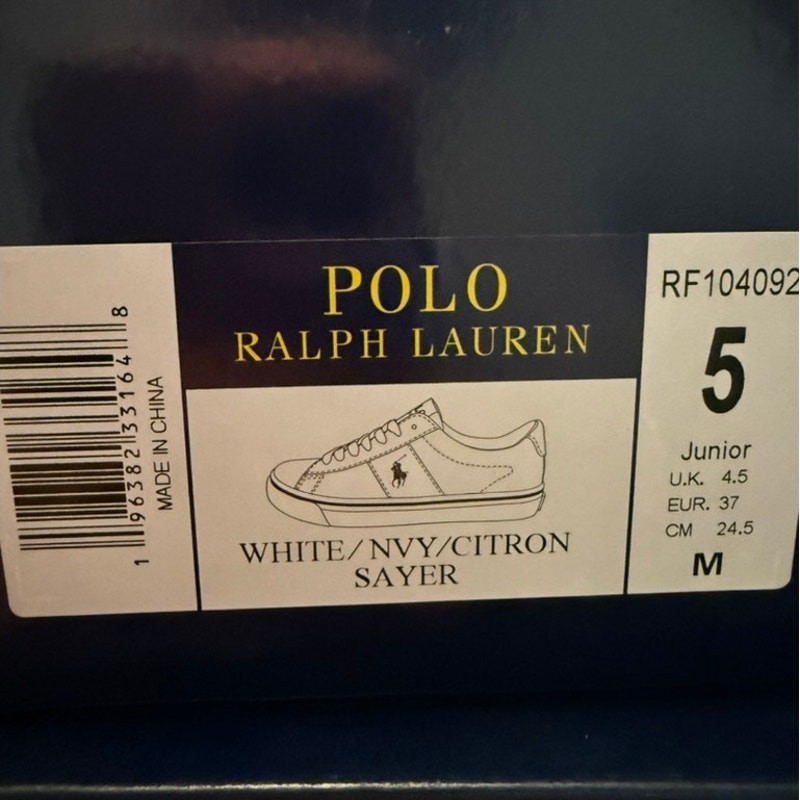 1 96382 33164 8
MADE IN CHINA
POLO
RALPH LAUREN
WHITE/NVY/CITRON
SAYER
RF104092
5
Junior
U.K. 4.5
EUR. 37
CM 24.5
M